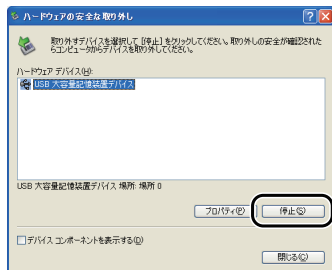 ハードウェアの安全な取り外し
取り外すデバイスを選択して [停止] をクリックしてください。取り外しの安全が確認された
らコンピュータからデバイスを取り外してください。
ハードウェア デバイス(H):
USB 大容量記憶装置デバイス
USB 大容量記憶装置デバイス 場所: 場所 0
プロパティ(P) 停止(S)
デバイス コンポーネントを表示する(D)
閉じる(C)